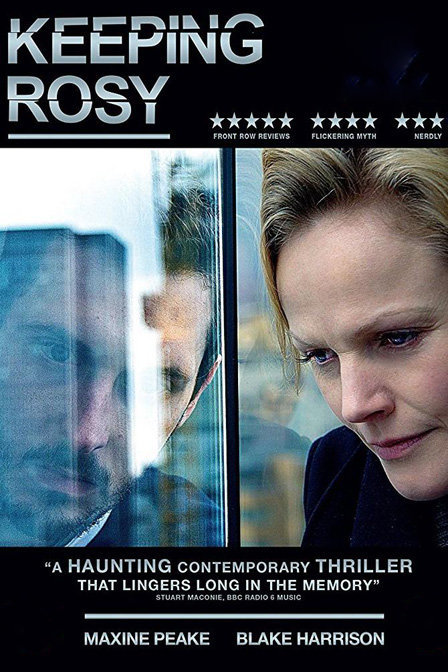 KEEPING
ROSY
★★★★★ ★★★★ ★★★
FRONT ROW REVIEWS FLICKERING MYTH NERDLY
“A HAUNTING CONTEMPORARY THRILLER
THAT LINGERS LONG IN THE MEMORY”
STUART MACONIE, BBC RADIO 6 MUSIC
MAXINE PEAKE BLAKE HARRISON